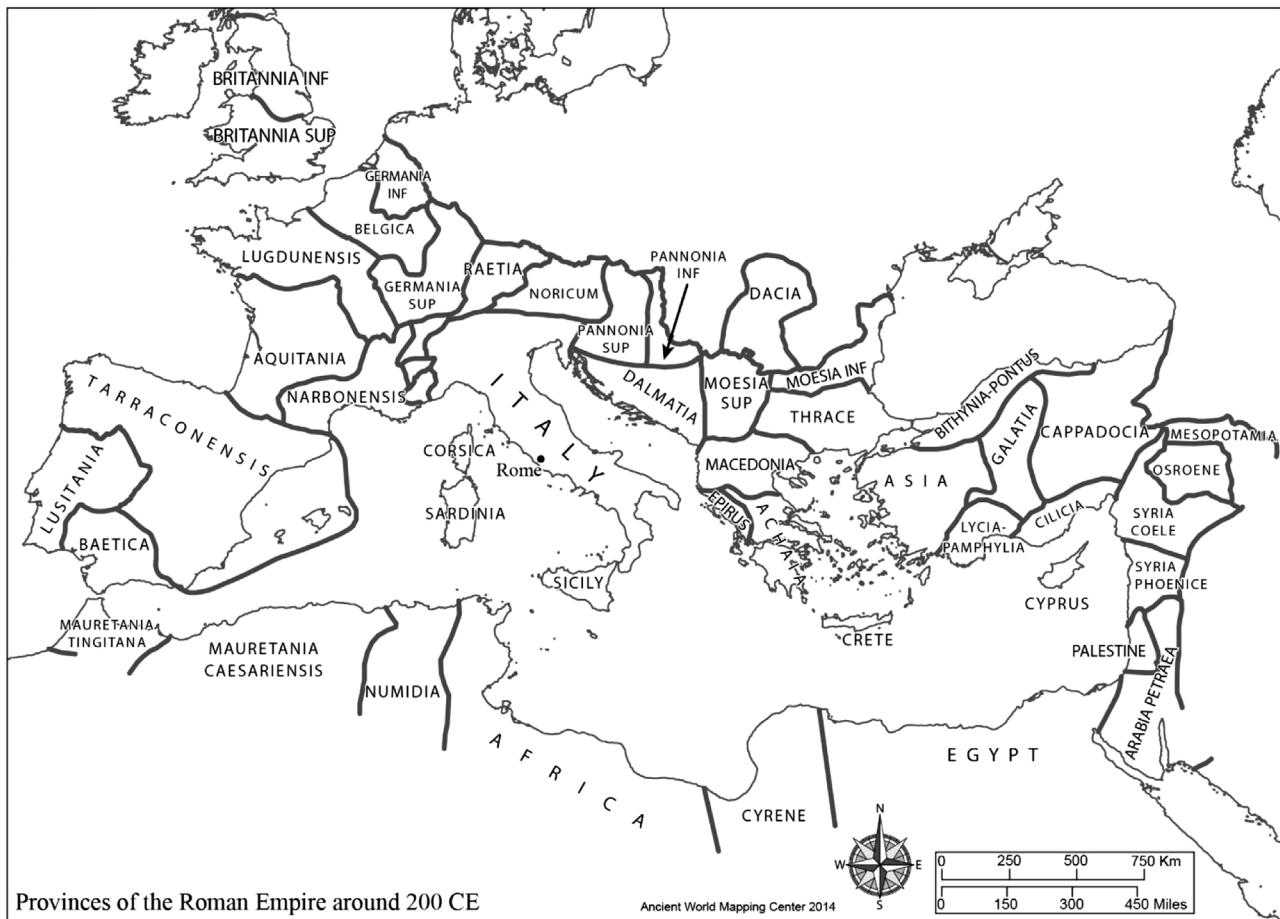 BRITANNIA INF
BRITANNIA SUP
GERMANIA
INF
BELGICA
LUGDUNENSIS
GERMANIA
SUP
RAETIA
NORICUM
PANNONIA
INF
DACIA
PANNONIA
SUP
AQUITANIA
NARBONENSIS
ITALY
DALMATIA
MOESIA
SUP
MOESIA INF
THRACE
BITHYNIA-PONTUS
GALATIA
CAPPADOCIA
MESOPOTAMIA
OSROENE
TARRACONENSIS
LUSITANIA
BAETICA
CORSICA
Rome
SARDINIA
MACEDONIA
EPIRUS
ACHAIA
ASIA
LYCIA-
PAMPHYLIA
CILICIA
SYRIA
COELE
SYRIA
PHOENICE
SICILY
CYPRUS
CRETE
PALESTINE
ARABIA PETRAEA
MAURETANIA
TINGITANA
MAURETANIA
CAESARIENSIS
NUMIDIA
AFRICA
CYRENE
EGYPT
N
W E
S
0 250 500 750 Km
0 150 300 450 Miles
Provinces of the Roman Empire around 200 CE
Ancient World Mapping Center 2014